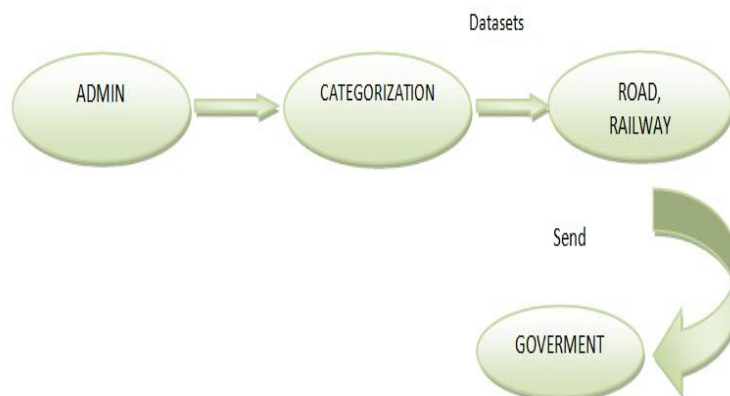 Datasets
ADMIN
CATEGORIZATION
ROAD,
RAILWAY
Send
GOVERMENT